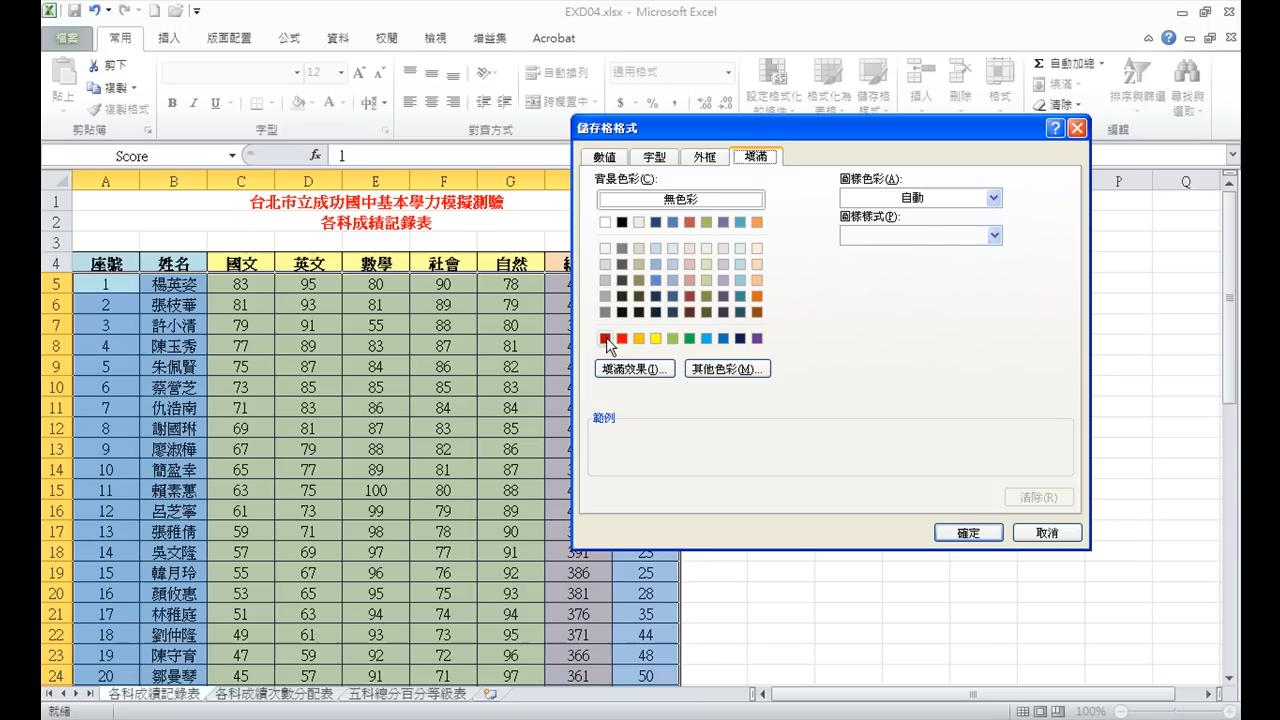 EXD04.xlsx - Microsoft Excel
檔案 常用 插入 版面配置 公式 資料 校閱 檢視 增益集 Acrobat
貼上 剪下 複製 複製格式 12 自動換列 跨欄置中 通用格式 設定格式化的條件 格式化為 儲存格 插入 刪除 格式 自動加總 填滿 清除 排序與篩選 尋找與選取
剪貼簿 字型 對齊方式 編輯
Score fx 1
A B C D E F G P Q
1 台北市立成功國中基本學力模擬測驗
2 各科成績記錄表
3
4 座號 姓名 國文 英文 數學 社會 自然
5 1 楊英姿 83 95 80 90 78
6 2 張枝華 81 93 81 89 79
7 3 許小清 79 91 55 88 80
8 4 陳玉秀 77 89 83 87 81
9 5 朱佩賢 75 87 84 86 82
10 6 蔡營芝 73 85 85 85 83
11 7 仇浩南 71 83 86 84 84
12 8 謝國琳 69 81 87 83 85
13 9 廖淑樺 67 79 88 82 86
14 10 簡盈幸 65 77 89 81 87
15 11 賴素蕙 63 75 100 80 88
16 12 呂芝寧 61 73 99 79 89
17 13 張雅倩 59 71 98 78 90
18 14 吳文隆 57 69 97 77 91 391 23
19 15 韓月玲 55 67 96 76 92 386 25
20 16 顏攸惠 53 65 95 75 93 381 28
21 17 林雅庭 51 63 94 74 94 376 35
22 18 劉仲隆 49 61 93 73 95 371 44
23 19 陳守育 47 59 92 72 96 366 48
24 20 鄒曼琴 45 57 91 71 97 361 50
儲存格格式
數值 字型 外框 填滿
背景色彩(C):
無色彩
圖樣色彩(A):
自動
圖樣樣式(P):
填滿效果(I)... 其他色彩(M)...
範例
清除(R)
確定 取消
各科成績記錄表 各科成績次數分配表 五科總分百分等級表
就緒 100%